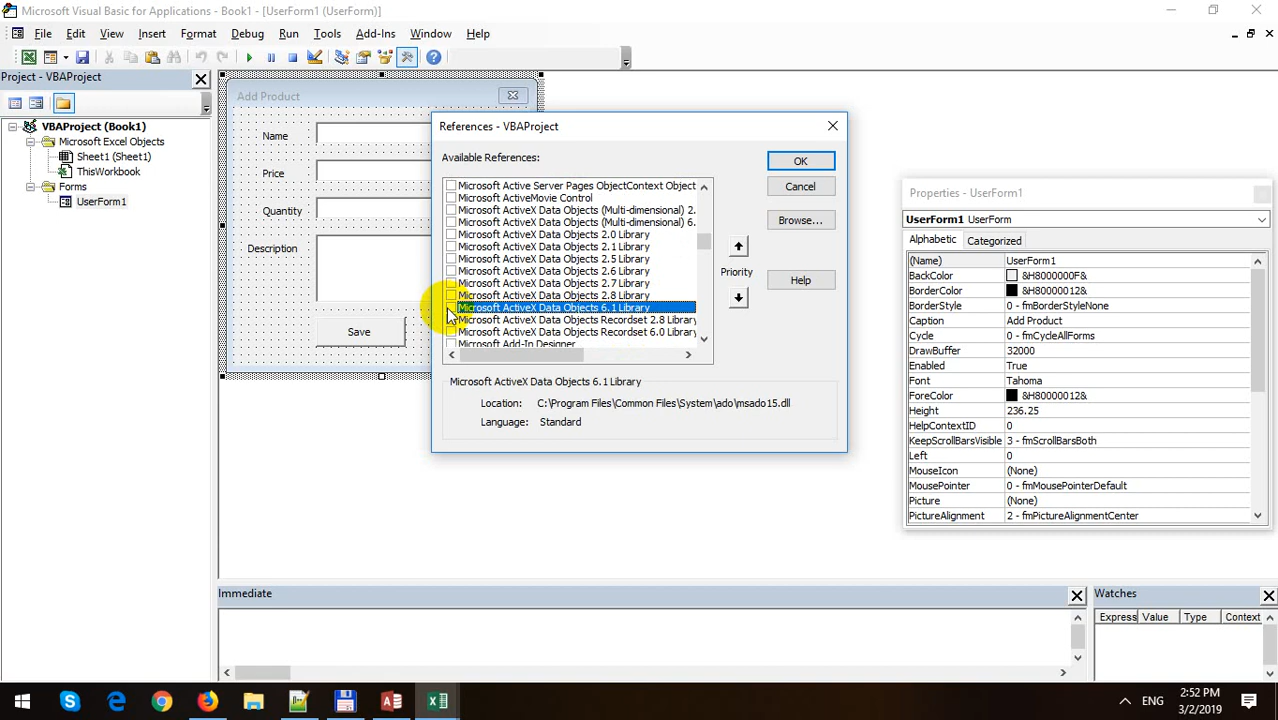 Microsoft Visual Basic for Applications - Book1 - [UserForm1 (UserForm)]
File Edit View Insert Format Debug Run Tools Add-Ins Window Help
Project - VBAProject
VBAProject (Book1)
Microsoft Excel Objects
Sheet1 (Sheet1)
ThisWorkbook
Forms
UserForm1
Add Product
Name
Price
Quantity
Description
Save
References - VBAProject
Available References:
Microsoft Active Server Pages ObjectContext Object
Microsoft ActiveMovie Control
Microsoft ActiveX Data Objects (Multi-dimensional) 2.
Microsoft ActiveX Data Objects (Multi-dimensional) 6.
Microsoft ActiveX Data Objects 2.0 Library
Microsoft ActiveX Data Objects 2.1 Library
Microsoft ActiveX Data Objects 2.5 Library
Microsoft ActiveX Data Objects 2.6 Library
Microsoft ActiveX Data Objects 2.7 Library
Microsoft ActiveX Data Objects 2.8 Library
Microsoft ActiveX Data Objects 6.1 Library
Microsoft ActiveX Data Objects Recordset 2.8 Library
Microsoft ActiveX Data Objects Recordset 6.0 Library
Microsoft Add-In Designer
OK
Cancel
Browse...
Priority
Help
Microsoft ActiveX Data Objects 6.1 Library
Location: C:\Program Files\Common Files\System\ado\msado15.dll
Language: Standard
Properties - UserForm1
UserForm1 UserForm
Alphabetic Categorized
(Name) UserForm1
BackColor &H8000000F&
BorderColor &H80000012&
BorderStyle 0 - fmBorderStyleNone
Caption Add Product
Cycle 0 - fmCycleAllForms
DrawBuffer 32000
Enabled True
Font Tahoma
ForeColor &H80000012&
Height 236.25
HelpContextID 0
KeepScrollBarsVisible 3 - fmScrollBarsBoth
Left 0
MouseIcon (None)
MousePointer 0 - fmMousePointerDefault
Picture (None)
PictureAlignment 2 - fmPictureAlignmentCenter
Immediate
Watches
Express Value Type Context
ENG
2:52 PM
3/2/2019